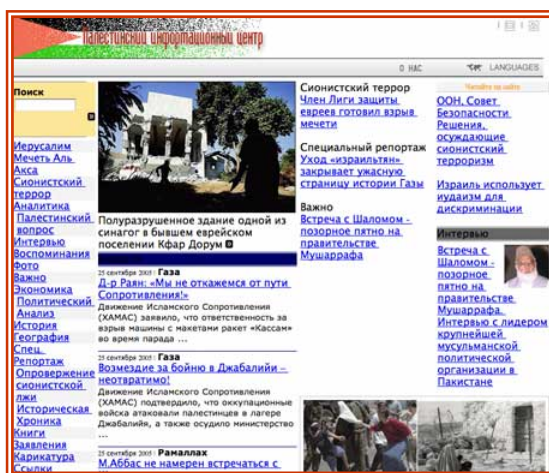 Палестинский информационный центр
О НАС
LANGUAGES
Поиск
Иерусалим
Мечеть Аль
Акса
Сионистский
террор
Аналитика
Палестинский
вопрос
Интервью
Воспоминания
Фото
Важно
Экономика
Политический
Анализ
История
География
Спец.
Репортаж
Опровержение
сионистской
лжи
Историческая
Хроника
Книги
Заявления
Карикатура
Ссылки
Полуразрушенное здание одной из
синагог в бывшем еврейском
поселении Кфар Дорум
25 сентября 2005 | Газа
Д-р Раян: «Мы не откажемся от пути
Сопротивления!»
Движение Исламского Сопротивления
(ХАМАС) заявило, что ответственность за
взрыв машины с макетами ракет «Кассам»
во время парада ...
25 сентября 2005 | Газа
Возмездие за бойню в Джабалийи –
неотвратимо!
Движение Исламского Сопротивления
(ХАМАС) подтвердило, что оккупационные
войска атаковали палестинцев в лагере
Джабалийя, а также осудило министерство
...
25 сентября 2005 | Рамаллах
М.Аббас не намерен встречаться с
Сионистский террор
Член Лиги защиты
евреев готовил взрыв
мечети
Специальный репортаж
Уход «израильтян»
закрывает ужасную
страницу истории Газы
Важно
Встреча с Шаломом -
позорное пятно на
правительстве
Мушаррафа
Читайте на сайте
ООН, Совет
Безопасности
Решения,
осуждающие
сионистский
терроризм
Израиль использует
иудаизм для
дискриминации
Интервью
Встреча с
Шаломом -
позорное
пятно на
правительстве
Мушаррафа.
Интервью с лидером
крупнейшей
мусульманской
политической
организации в
Пакистане